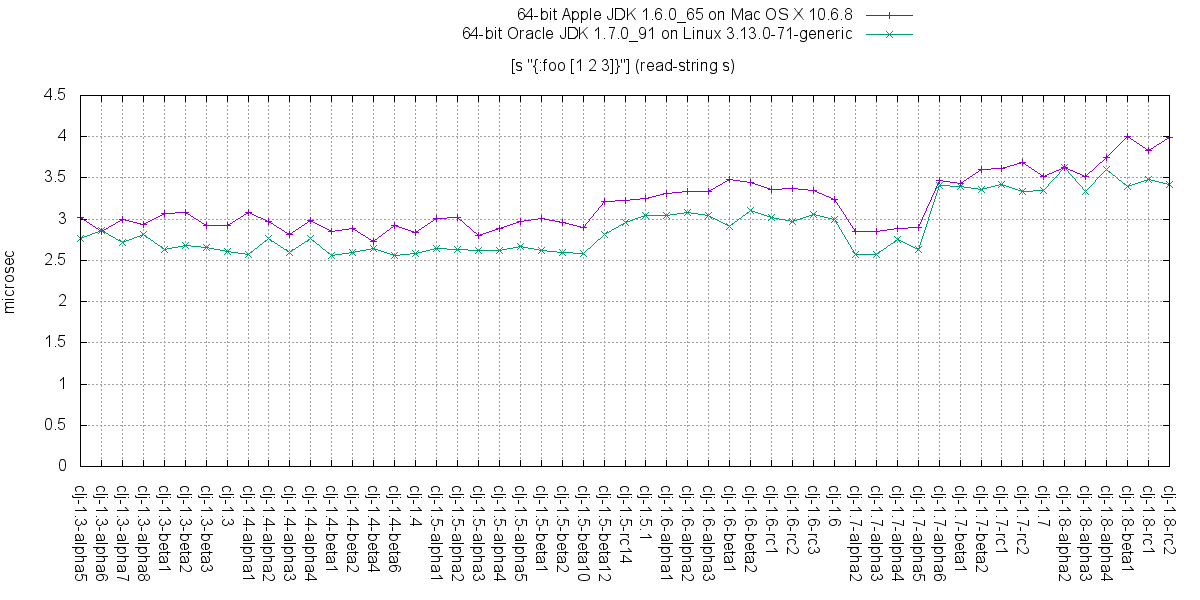 64-bit Apple JDK 1.6.0_65 on Mac OS X 10.6.8
64-bit Oracle JDK 1.7.0_91 on Linux 3.13.0-71-generic
[s "{:foo [1 2 3]}"] (read-string s)
4.5
4
3.5
3
2.5
2
1.5
1
0.5
0
microsec
clj-1.3-alpha5
clj-1.3-alpha6
clj-1.3-alpha7
clj-1.3-alpha8
clj-1.3-beta1
clj-1.3-beta2
clj-1.3-beta3
clj-1.3
clj-1.4-alpha1
clj-1.4-alpha2
clj-1.4-alpha3
clj-1.4-alpha4
clj-1.4-beta1
clj-1.4-beta2
clj-1.4-beta4
clj-1.4-beta6
clj-1.4
clj-1.5-alpha1
clj-1.5-alpha2
clj-1.5-alpha3
clj-1.5-alpha4
clj-1.5-alpha5
clj-1.5-beta1
clj-1.5-beta2
clj-1.5-beta10
clj-1.5-beta12
clj-1.5-rc14
clj-1.5.1
clj-1.6-alpha1
clj-1.6-alpha2
clj-1.6-alpha3
clj-1.6-beta1
clj-1.6-beta2
clj-1.6-rc1
clj-1.6-rc2
clj-1.6-rc3
clj-1.6
clj-1.7-alpha2
clj-1.7-alpha3
clj-1.7-alpha4
clj-1.7-alpha5
clj-1.7-alpha6
clj-1.7-beta1
clj-1.7-beta2
clj-1.7-rc1
clj-1.7-rc2
clj-1.7
clj-1.8-alpha2
clj-1.8-alpha3
clj-1.8-alpha4
clj-1.8-beta1
clj-1.8-rc1
clj-1.8-rc2